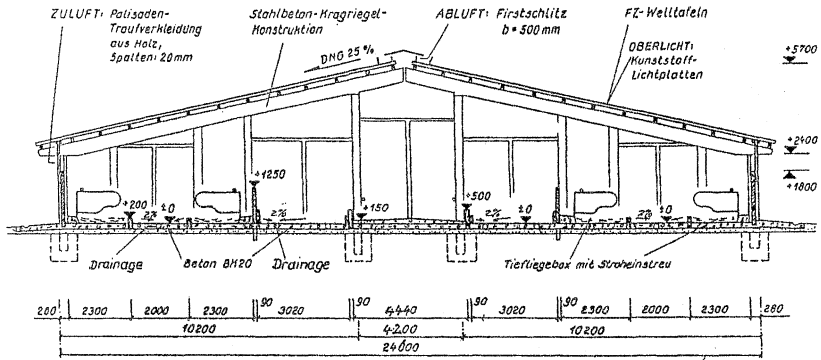 ZULUFT: Palisaden-
Traufverkleidung
aus Holz,
Spalten: 20mm
Stahlbeton-Kragriegel-
Konstruktion
DNG 25%
ABLUFT: Firstschlitz
b = 500 mm
FZ-Welltafeln
OBERLICHT:
Kunststoff-
Lichtplatten
+5700
+2400
+1800
+1250
+200
2%
±0
2%
+150
+500
2%
±0
2%
±0
Drainage
Beton BK20
Drainage
Tiefliegebox mit Stroheinstreu
280 2300 2000 2300 90 3020 90 4440 90 3020 90 2300 2000 2300 280
10200 4200 10200
24600